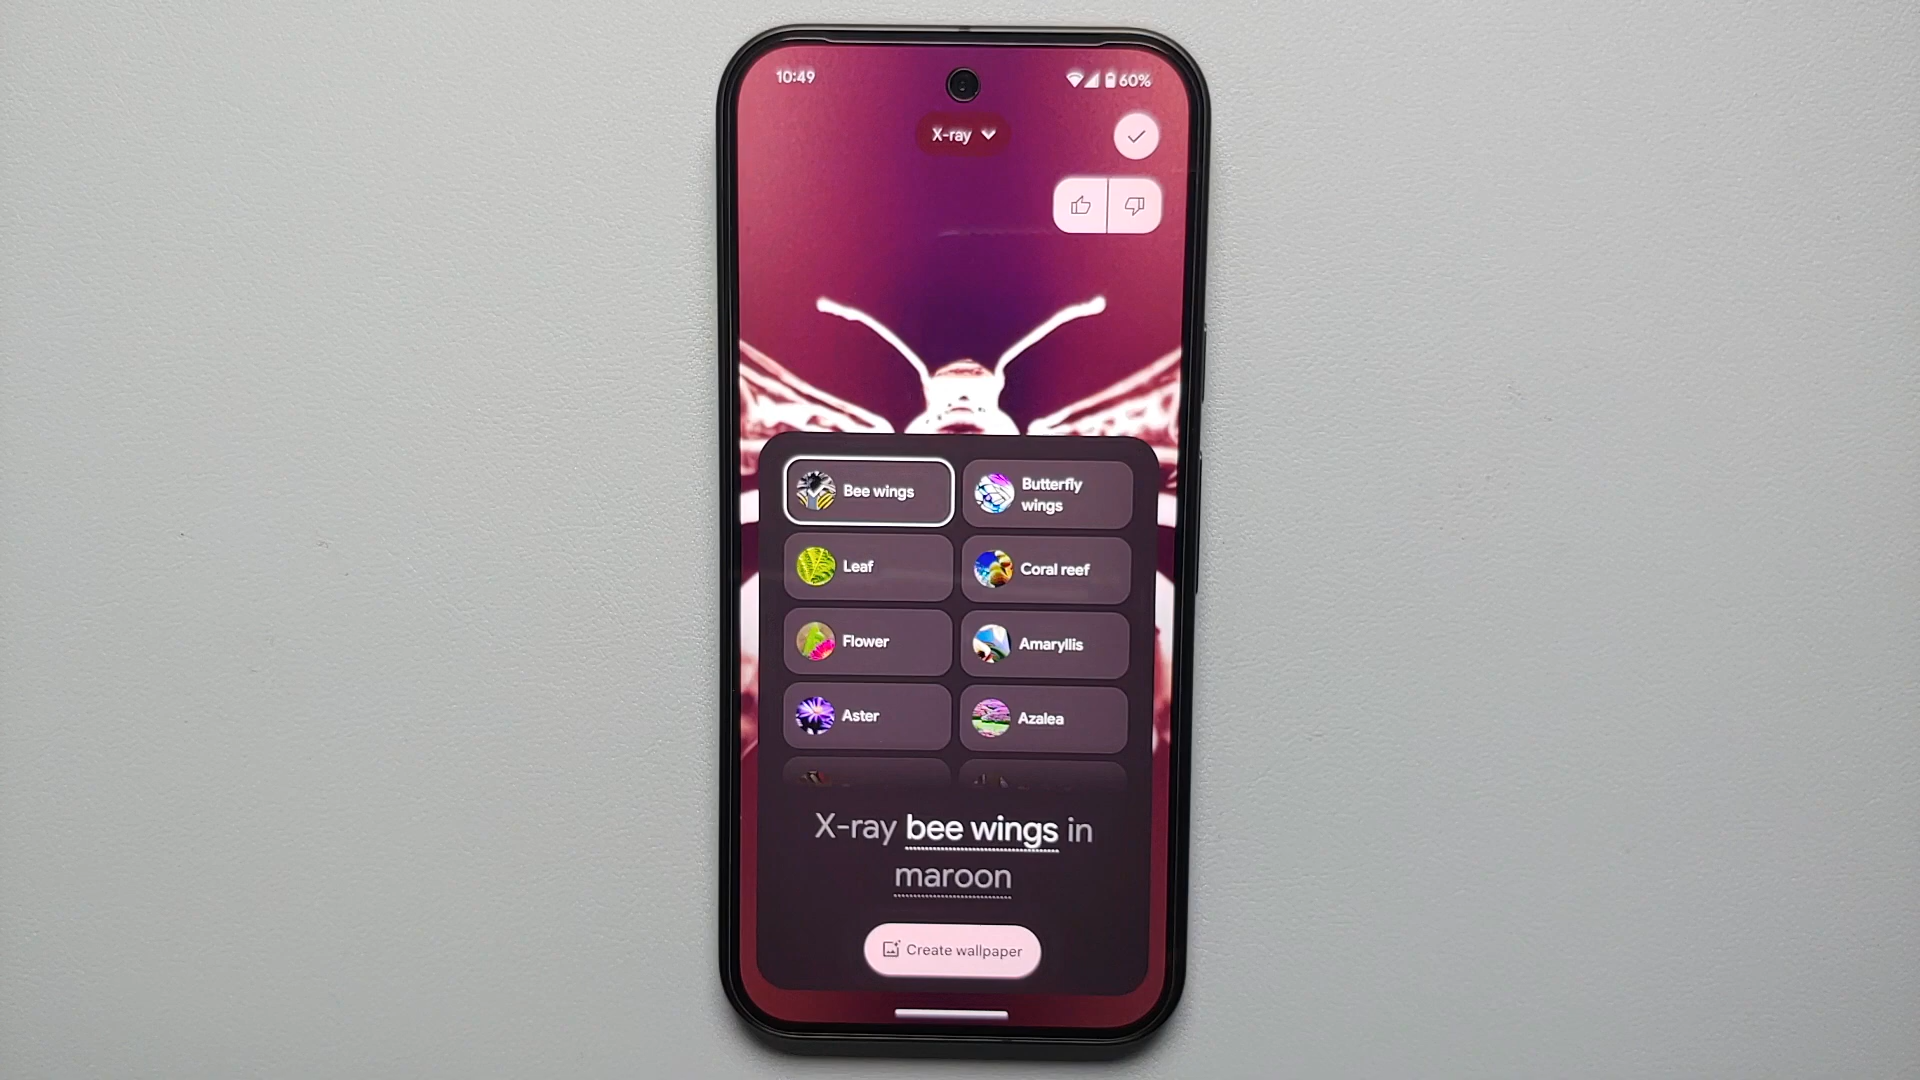 10:49
60%
X-ray
Bee wings
Butterfly
wings
Leaf
Coral reef
Flower
Amaryllis
Aster
Azalea
X-ray bee wings in
maroon
Create wallpaper